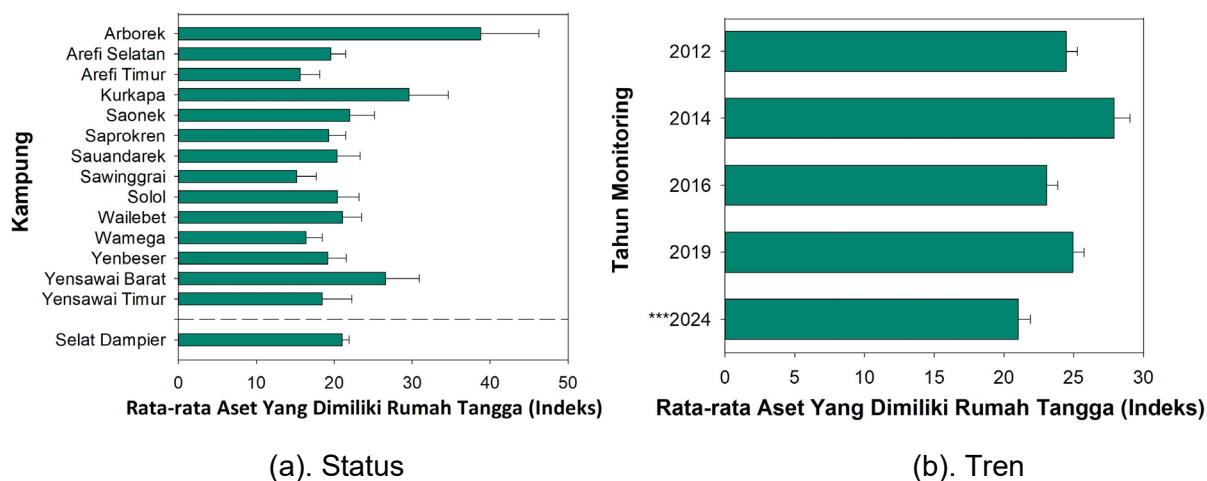 Kampung
Arborek
Arefi Selatan
Arefi Timur
Kurkapa
Saonek
Saprokren
Sauandarek
Sawinggrai
Solol
Wailebet
Wamega
Yenbeser
Yensawai Barat
Yensawai Timur
Selat Dampier
0 10 20 30 40 50
Rata-rata Aset Yang Dimiliki Rumah Tangga (Indeks)
(a). Status
Tahun Monitoring
2012
2014
2016
2019
***2024
0 5 10 15 20 25 30
Rata-rata Aset Yang Dimiliki Rumah Tangga (Indeks)
(b). Tren